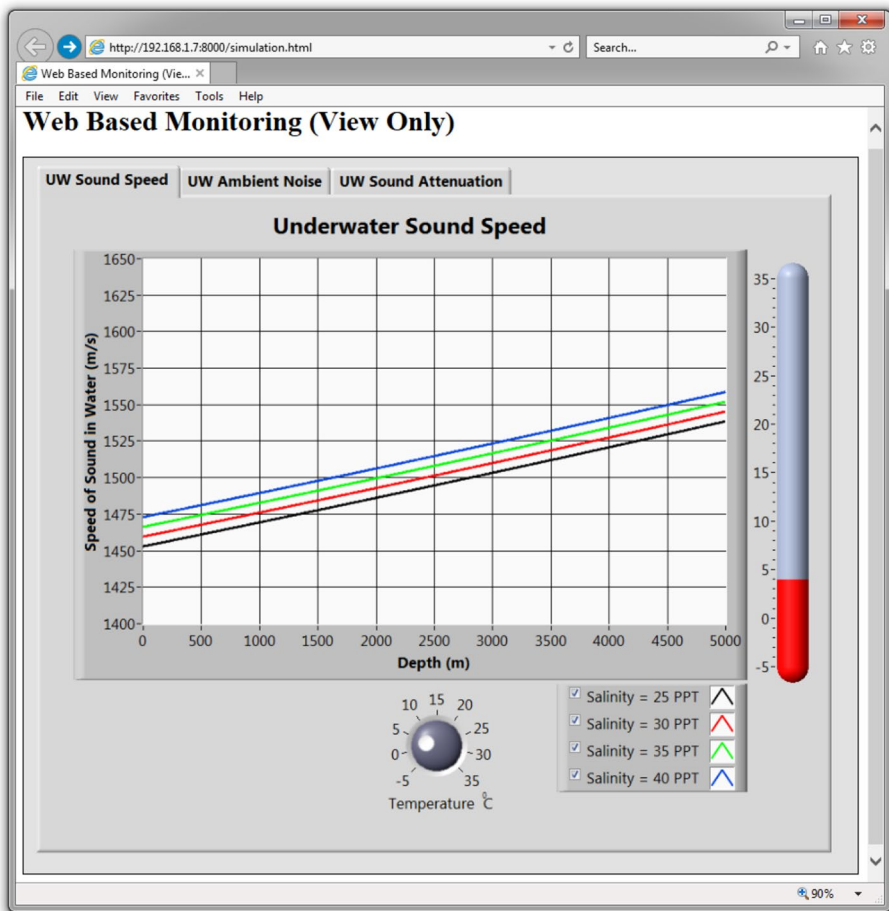 http://192.168.1.7:8000/simulation.html
Search...
Web Based Monitoring (Vie...
File Edit View Favorites Tools Help
Web Based Monitoring (View Only)
UW Sound Speed UW Ambient Noise UW Sound Attenuation
Underwater Sound Speed
Speed of Sound in Water (m/s)
1650
1625
1600
1575
1550
1525
1500
1475
1450
1425
1400
0 500 1000 1500 2000 2500 3000 3500 4000 4500 5000
Depth (m)
35
30
25
20
15
10
5
0
-5
-5 0 5 10 15 20 25 30 35
Temperature °C
Salinity = 25 PPT
Salinity = 30 PPT
Salinity = 35 PPT
Salinity = 40 PPT
90%